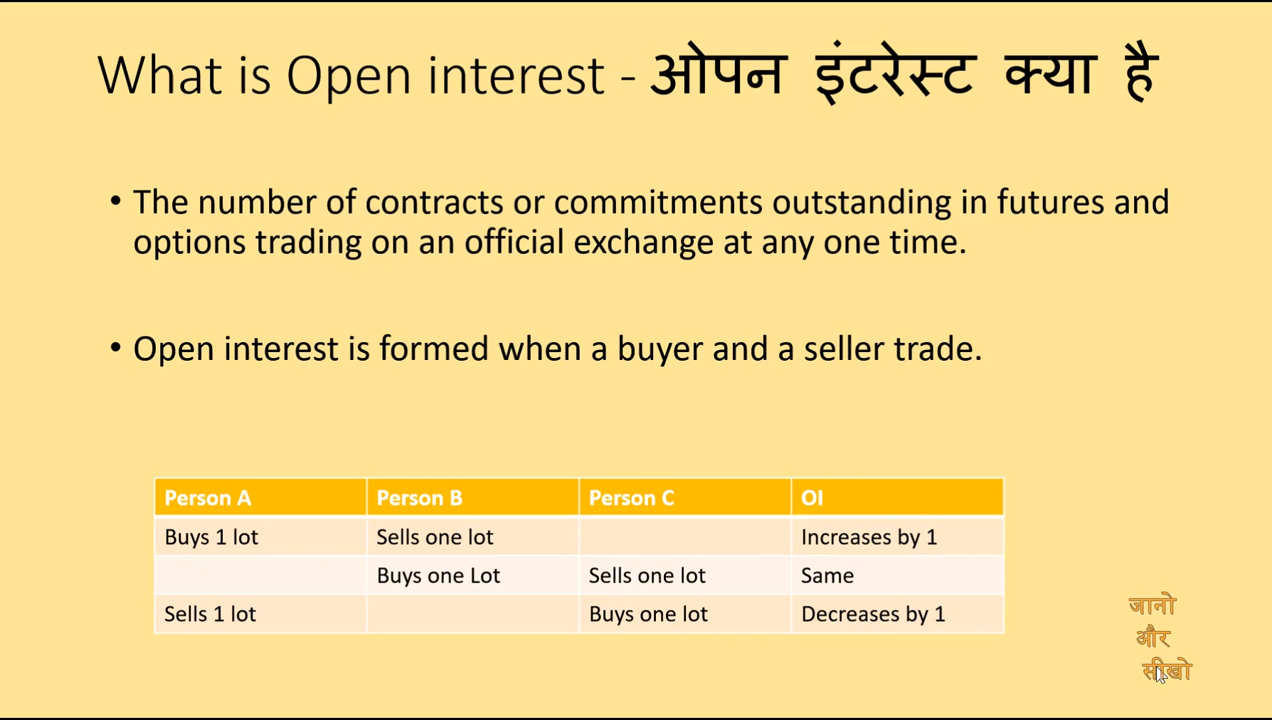 What is Open interest - ओपन इंटरेस्ट क्या है
• The number of contracts or commitments outstanding in futures and
options trading on an official exchange at any one time.
• Open interest is formed when a buyer and a seller trade.
Person A Person B Person C OI
Buys 1 lot Sells one lot Increases by 1
Buys one Lot Sells one lot Same
Sells 1 lot Buys one lot Decreases by 1
जानो
और
सीखो